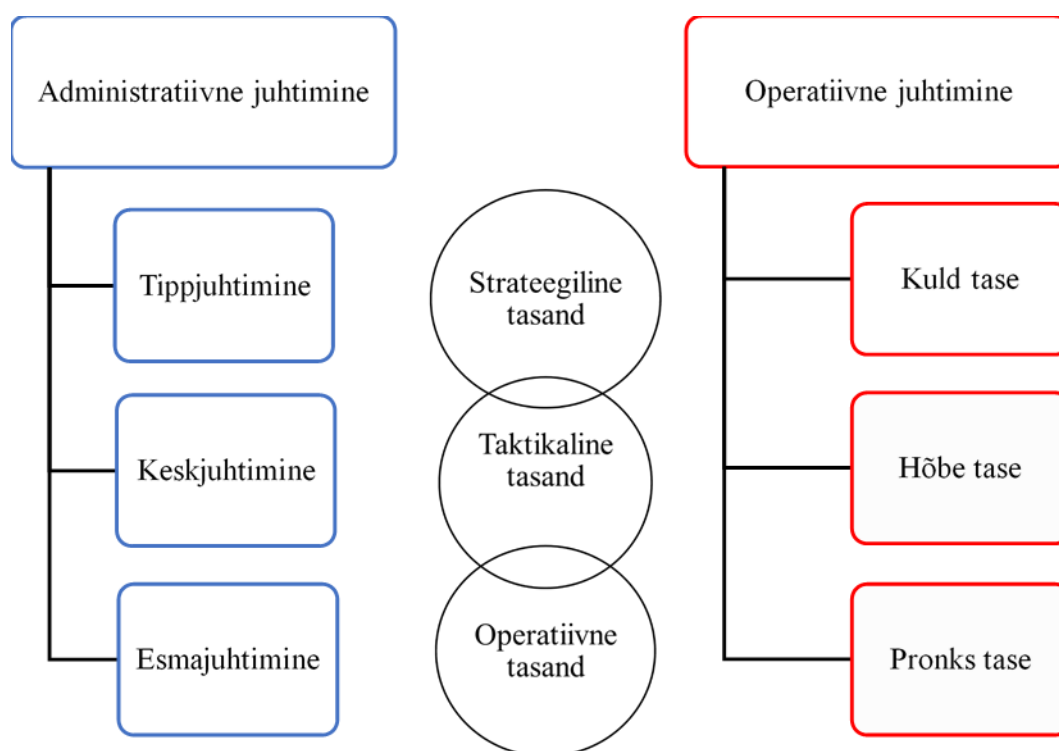 Administratiivne juhtimine
Operatiivne juhtimine
Tippjuhtimine
Strateegiline
tasand
Kuld tase
Keskjuhtimine
Taktikaline
tasand
Hõbe tase
Esmajuhtimine
Operatiivne
tasand
Pronks tase